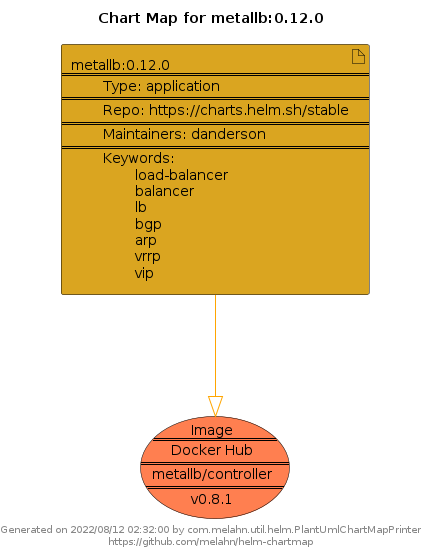 Chart Map for metallb:0.12.0
metallb:0.12.0
Type: application
Repo: https://charts.helm.sh/stable
Maintainers: danderson
Keywords:
load-balancer
balancer
lb
bgp
arp
vrrp
vip
Image
Docker Hub
metallb/controller
v0.8.1
Generated on 2022/08/12 02:32:00 by com.melahn.util.helm.PlantUmlChartMapPrinter
https://github.com/melahn/helm-chartmap